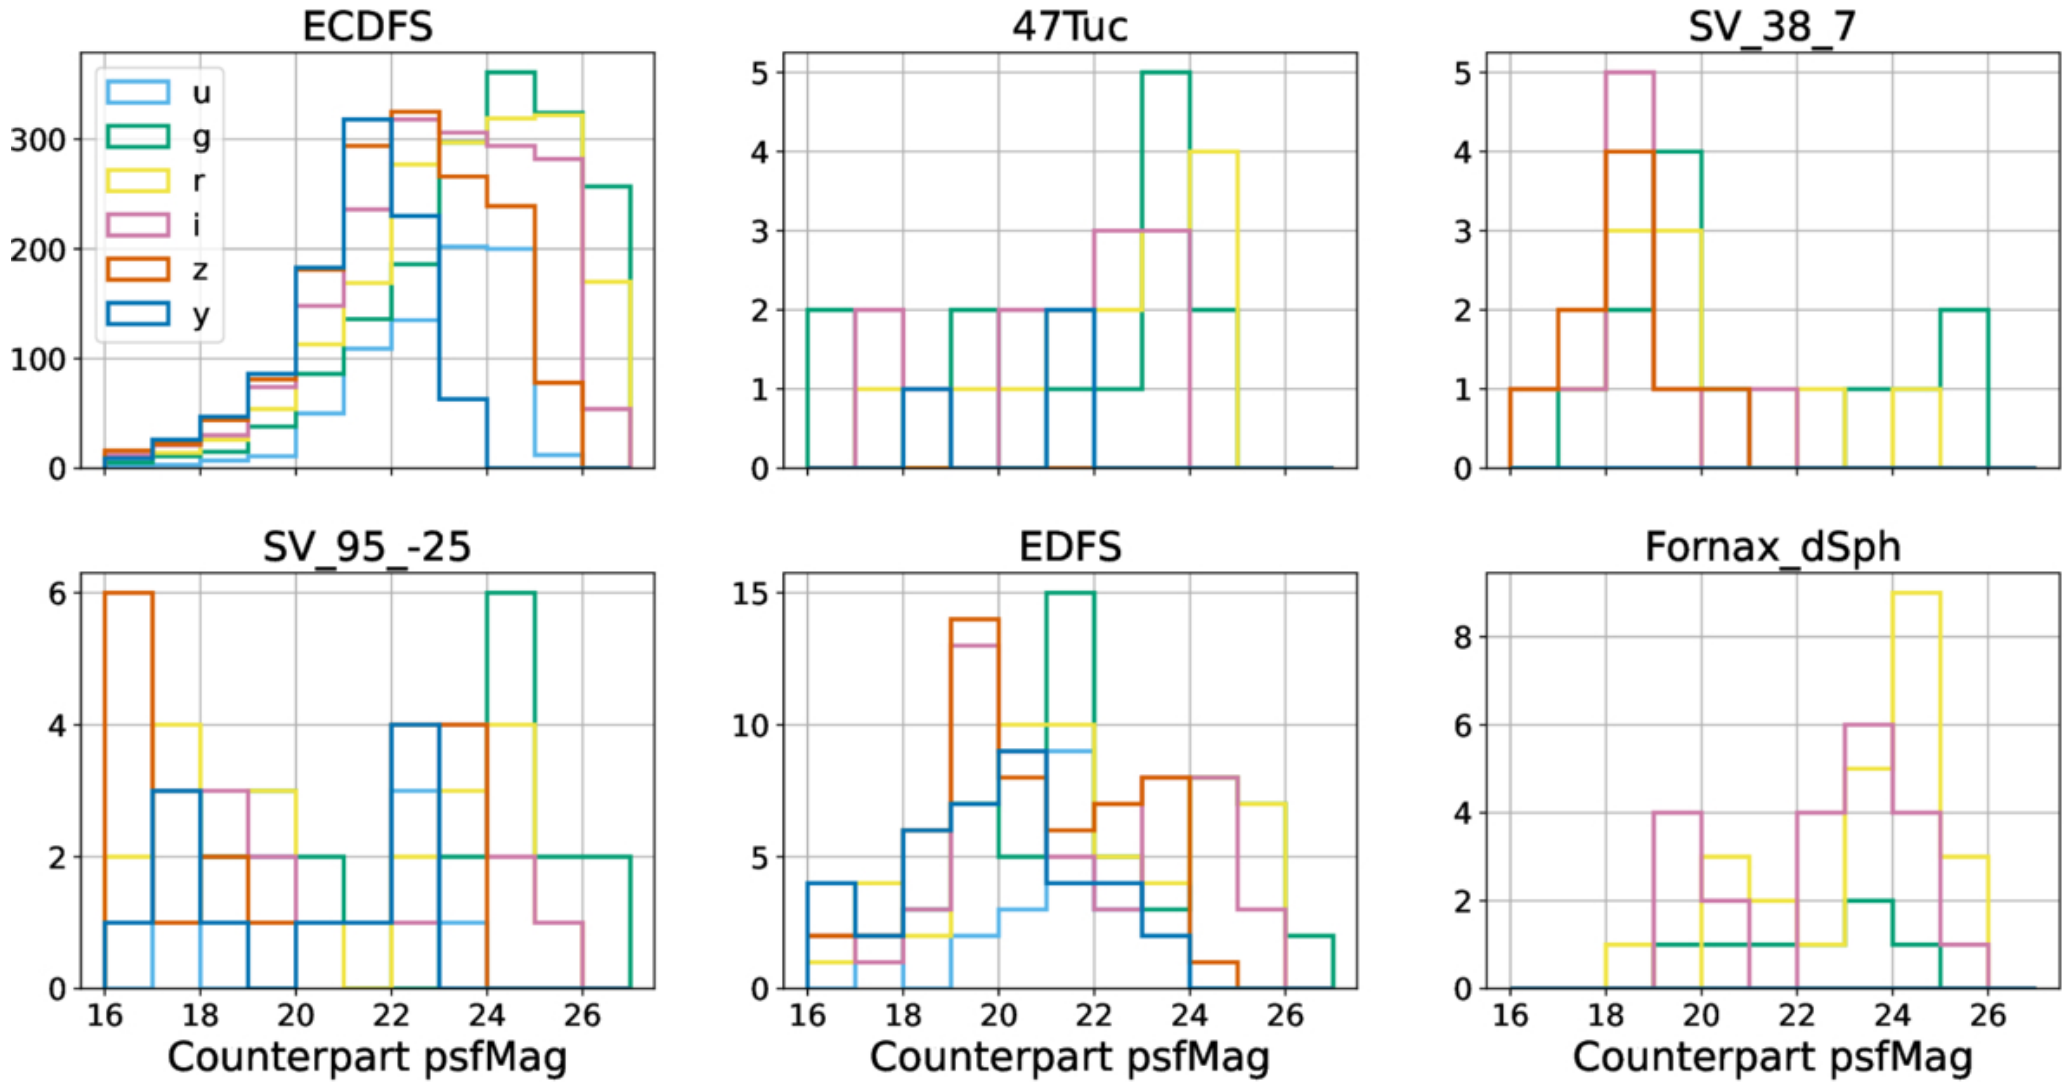 ECDFS
47Tuc
SV_38_7
u
g
r
i
z
y
300
200
100
0
5
4
3
2
1
0
5
4
3
2
1
0
SV_95_-25
EDFS
Fornax_dSph
6
4
2
0
15
10
5
0
8
6
4
2
0
16 18 20 22 24 26
16 18 20 22 24 26
16 18 20 22 24 26
Counterpart psfMag
Counterpart psfMag
Counterpart psfMag